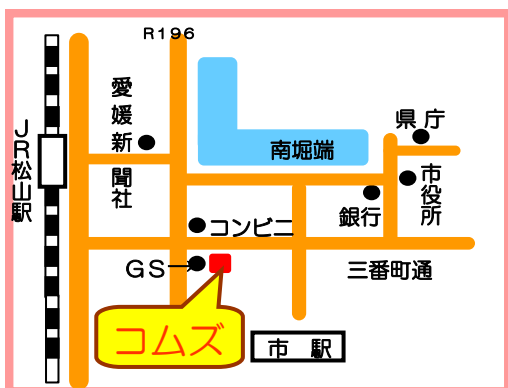 R196
愛媛新聞社
県庁
JR松山駅
南堀端
市役所
銀行
コンビニ
GS
三番町通
コムズ
市 駅